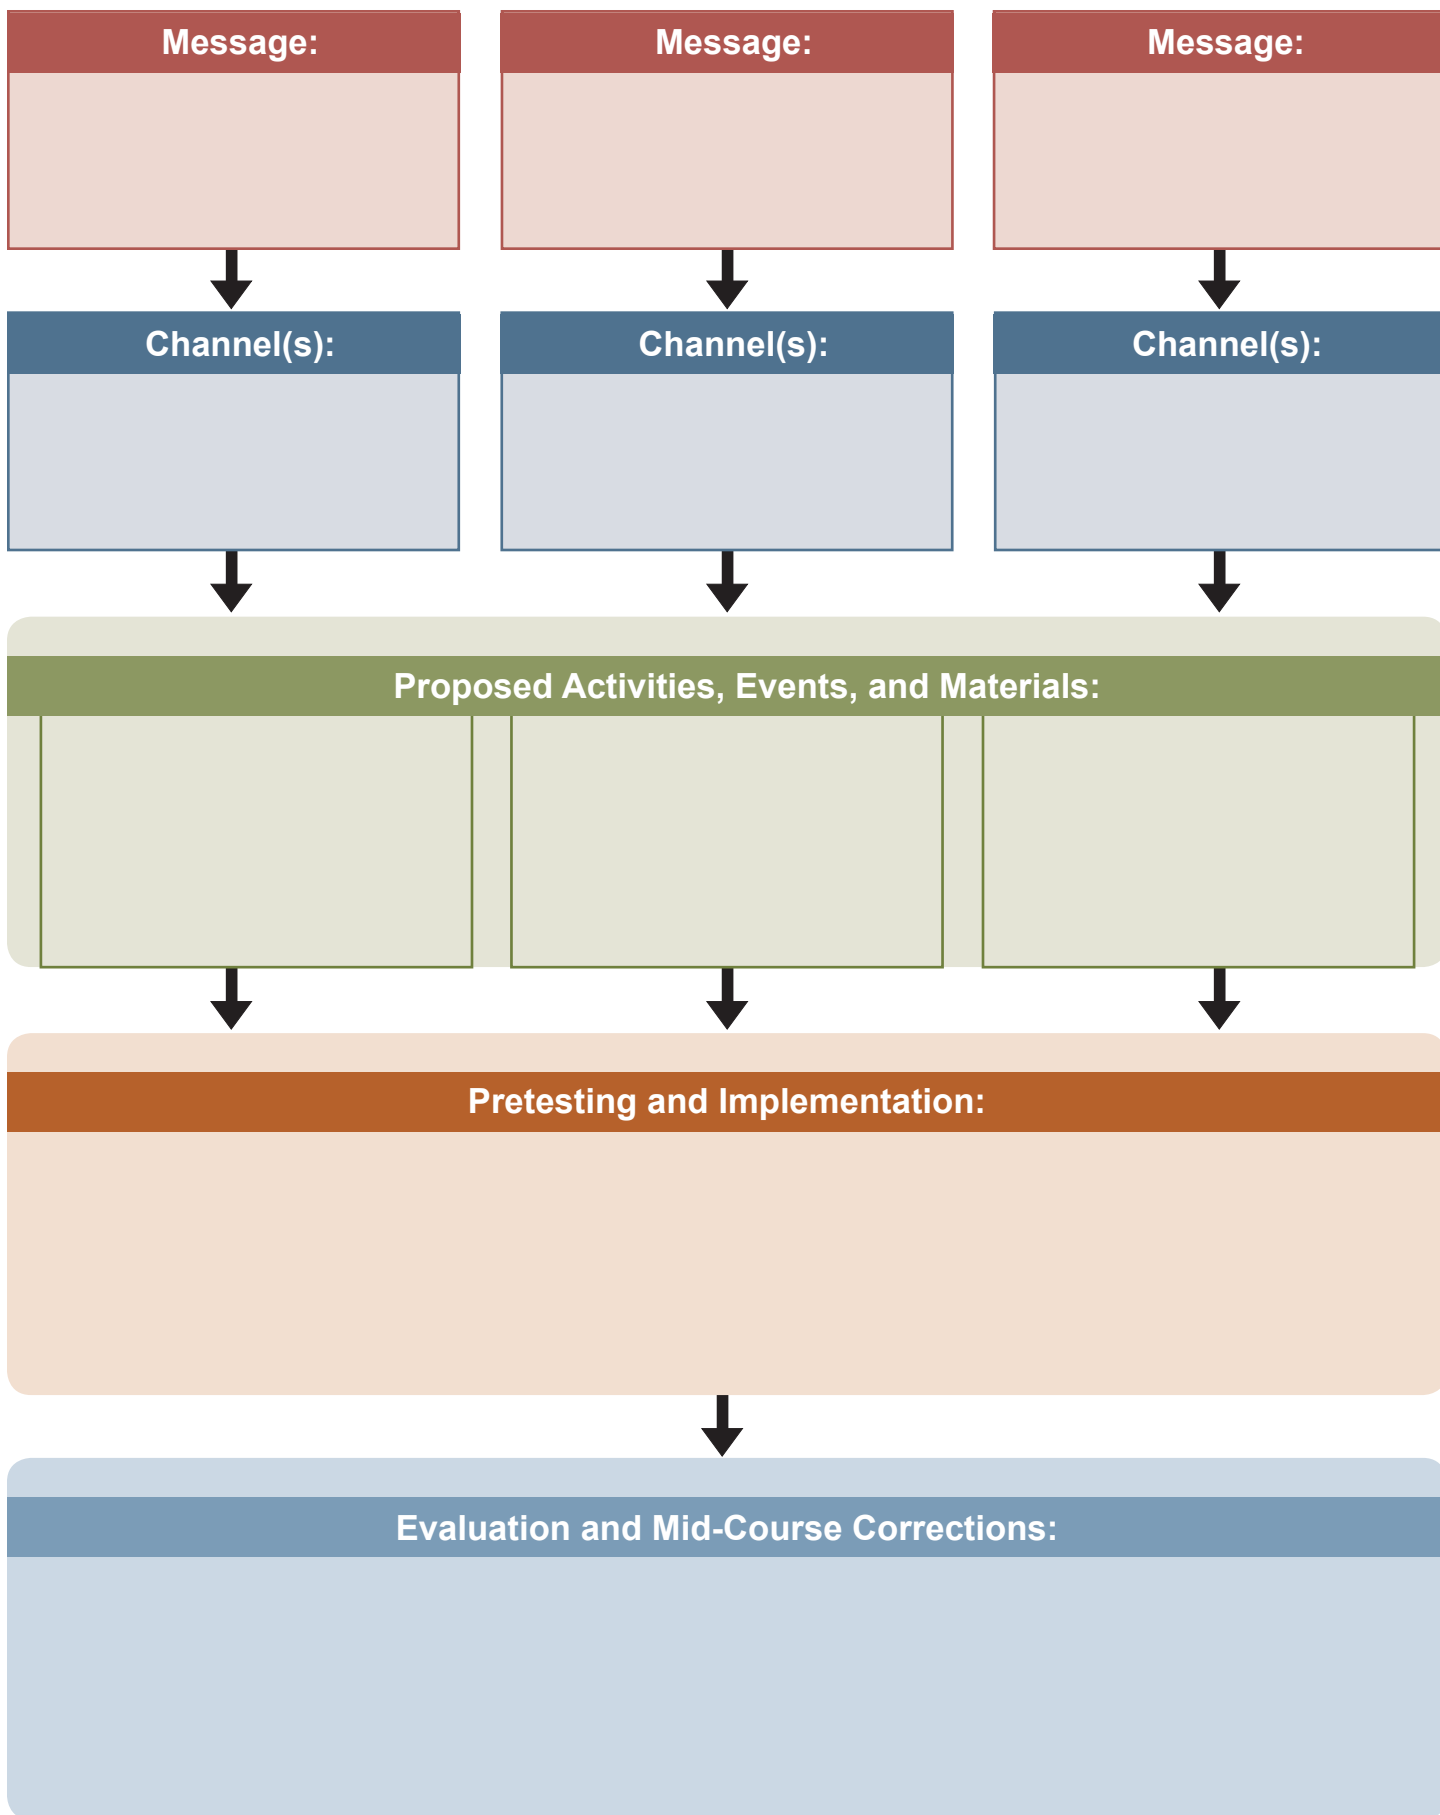 Message:
Message:
Message:
Channel(s):
Channel(s):
Channel(s):
Proposed Activities, Events, and Materials:
Pretesting and Implementation:
Evaluation and Mid-Course Corrections: